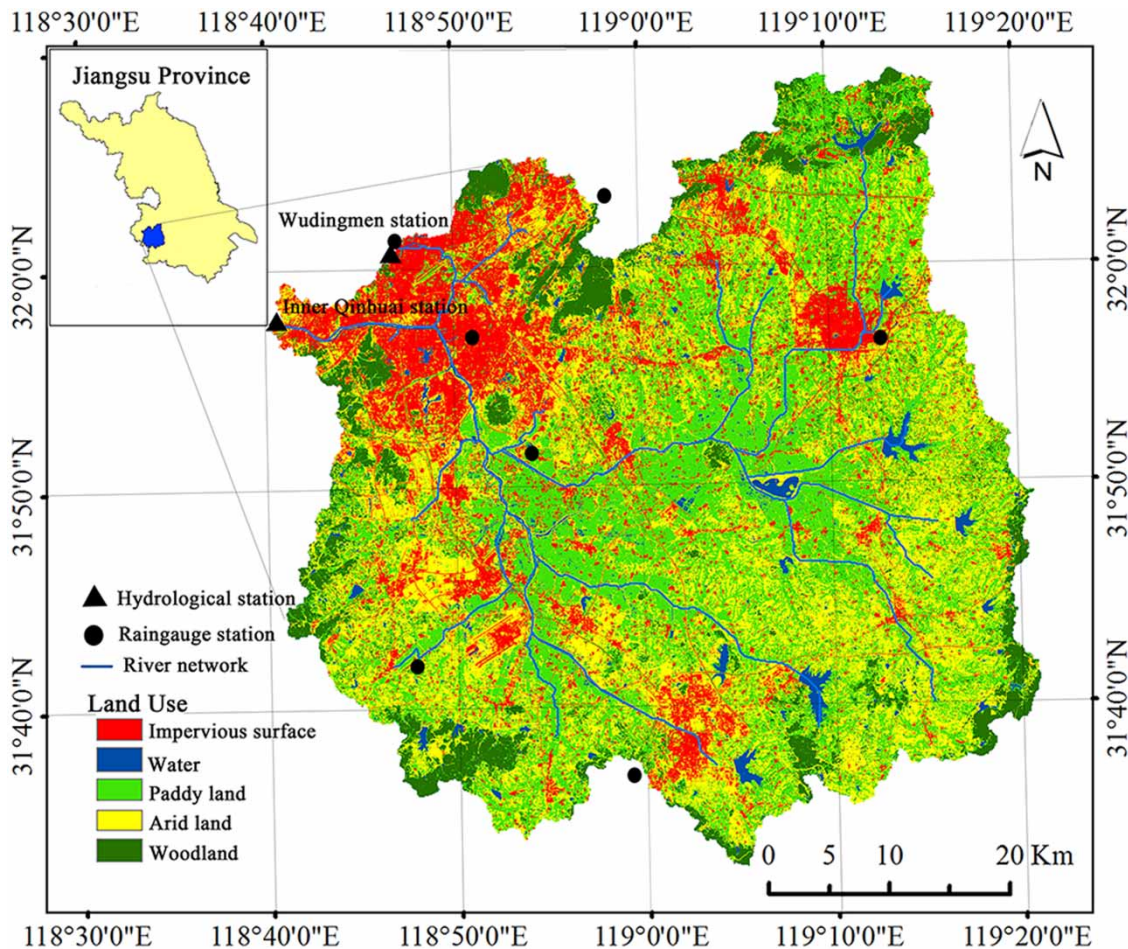 118°30'0"E 118°40'0"E 118°50'0"E 119°0'0"E 119°10'0"E 119°20'0"E
Jiangsu Province
N
Wudingmen station
32°0'0"N
32°0'0"N
Inner Qinhuai station
31°50'0"N
31°50'0"N
Hydrological station
Raingauge station
River network
31°40'0"N
31°40'0"N
Land Use
Impervious surface
Water
Paddy land
Arid land
Woodland
0 5 10 20 Km
118°30'0"E 118°40'0"E 118°50'0"E 119°0'0"E 119°10'0"E 119°20'0"E